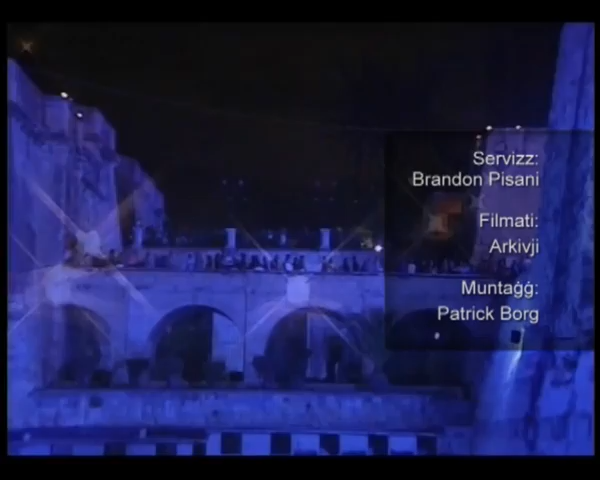 Servizz:
Brandon Pisani
Filmati:
Arkivji
Muntaġġ:
Patrick Borg